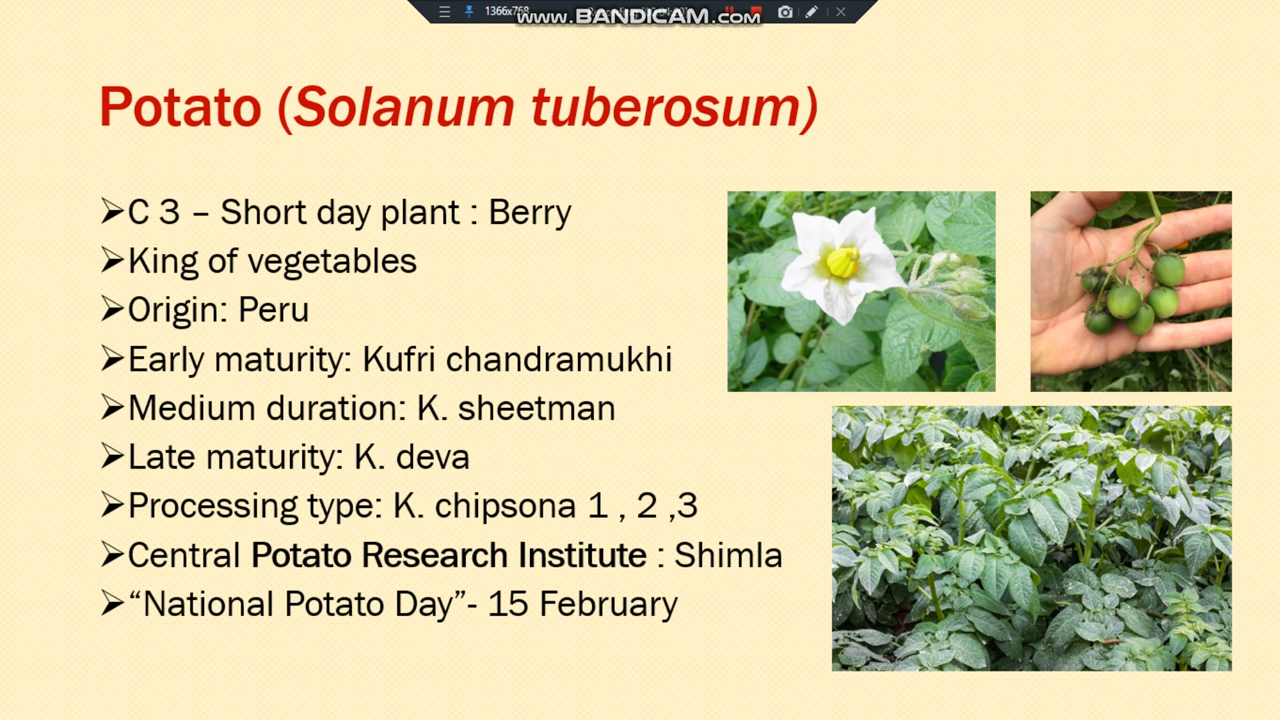 1366x768
www.BANDICAM.com
Potato (Solanum tuberosum)
➢C 3 – Short day plant : Berry
➢King of vegetables
➢Origin: Peru
➢Early maturity: Kufri chandramukhi
➢Medium duration: K. sheetman
➢Late maturity: K. deva
➢Processing type: K. chipsona 1 , 2 ,3
➢Central Potato Research Institute : Shimla
➢“National Potato Day”- 15 February